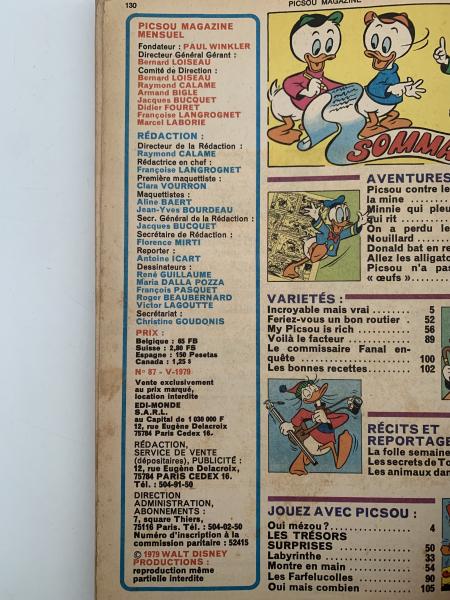 130
PICSOU MAGAZINE
PICSOU MAGAZINE
MENSUEL
Fondateur : PAUL WINKLER
Directeur Général Gérant :
Bernard LOISEAU
Comité de Direction :
Bernard LOISEAU
Raymond CALAME
Armand BIGLE
Jacques BUCQUET
Didier FOURET
Françoise LANGROGNET
Marcel LABORIE
RÉDACTION :
Directeur de la Rédaction :
Raymond CALAME
Rédactrice en chef :
Françoise LANGROGNET
Première maquettiste :
Clara VOURRON
Maquettistes :
Aline BAERT
Jean-Yves BOURDEAU
Secr. Général de la Rédaction :
Jacques BUCQUET
Secrétaire de Rédaction :
Florence MIRTI
Reporter :
Antoine ICART
Dessinateurs :
René GUILLAUME
Maria DALLA POZZA
François PASQUET
Roger BEAUBERNARD
Victor LAGOUTTE
Secrétariat :
Christine GOUDONIS
PRIX :
Belgique : 65 FB
Suisse : 2,80 FB
Espagne : 150 Pesetas
Canada : 1,25 $
N° 87 - V-1979
Vente exclusivement
au prix marqué,
location interdite
EDI-MONDE
S.A.R.L.
au Capital de 1 030 000 F
12, rue Eugène Delacroix
75784 Paris Cedex 16.
RÉDACTION,
SERVICE DE VENTE
(dépositaires), PUBLICITÉ :
12, rue Eugène Delacroix,
75784 PARIS CEDEX 16.
Tél. : 504-91-50
DIRECTION
ADMINISTRATION,
ABONNEMENTS :
7, square Thiers,
75116 Paris. Tél. : 504-02-50
Numéro d'inscription à la
commission paritaire : 52415
© 1979 WALT DISNEY
PRODUCTIONS :
reproduction même
partielle interdite
SOMMA
AVENTURES
Picsou contre le
la mine
Minnie qui pleu
qui rit
On a perdu le
Nouillard
Donald bat en re
Allez les alligato
Picsou n'a pas
« œufs »
VARIETÉS :
Incroyable mais vrai 5
Feriez-vous un bon routier . 52
My Picsou is rich 56
Voilà le facteur 89
Le commissaire Fanal en-
quête 100
Les bonnes recettes 102
RÉCITS ET
REPORTAGE
La folle semaine
Les secrets de To
Les animaux dan
JOUEZ AVEC PICSOU :
Oui mézou ? 4
LES TRÉSORS
SURPRISES 50
Labyrinthe 33
Montre en main 54
Les Farfelucolles 90
Oui mais combien 105